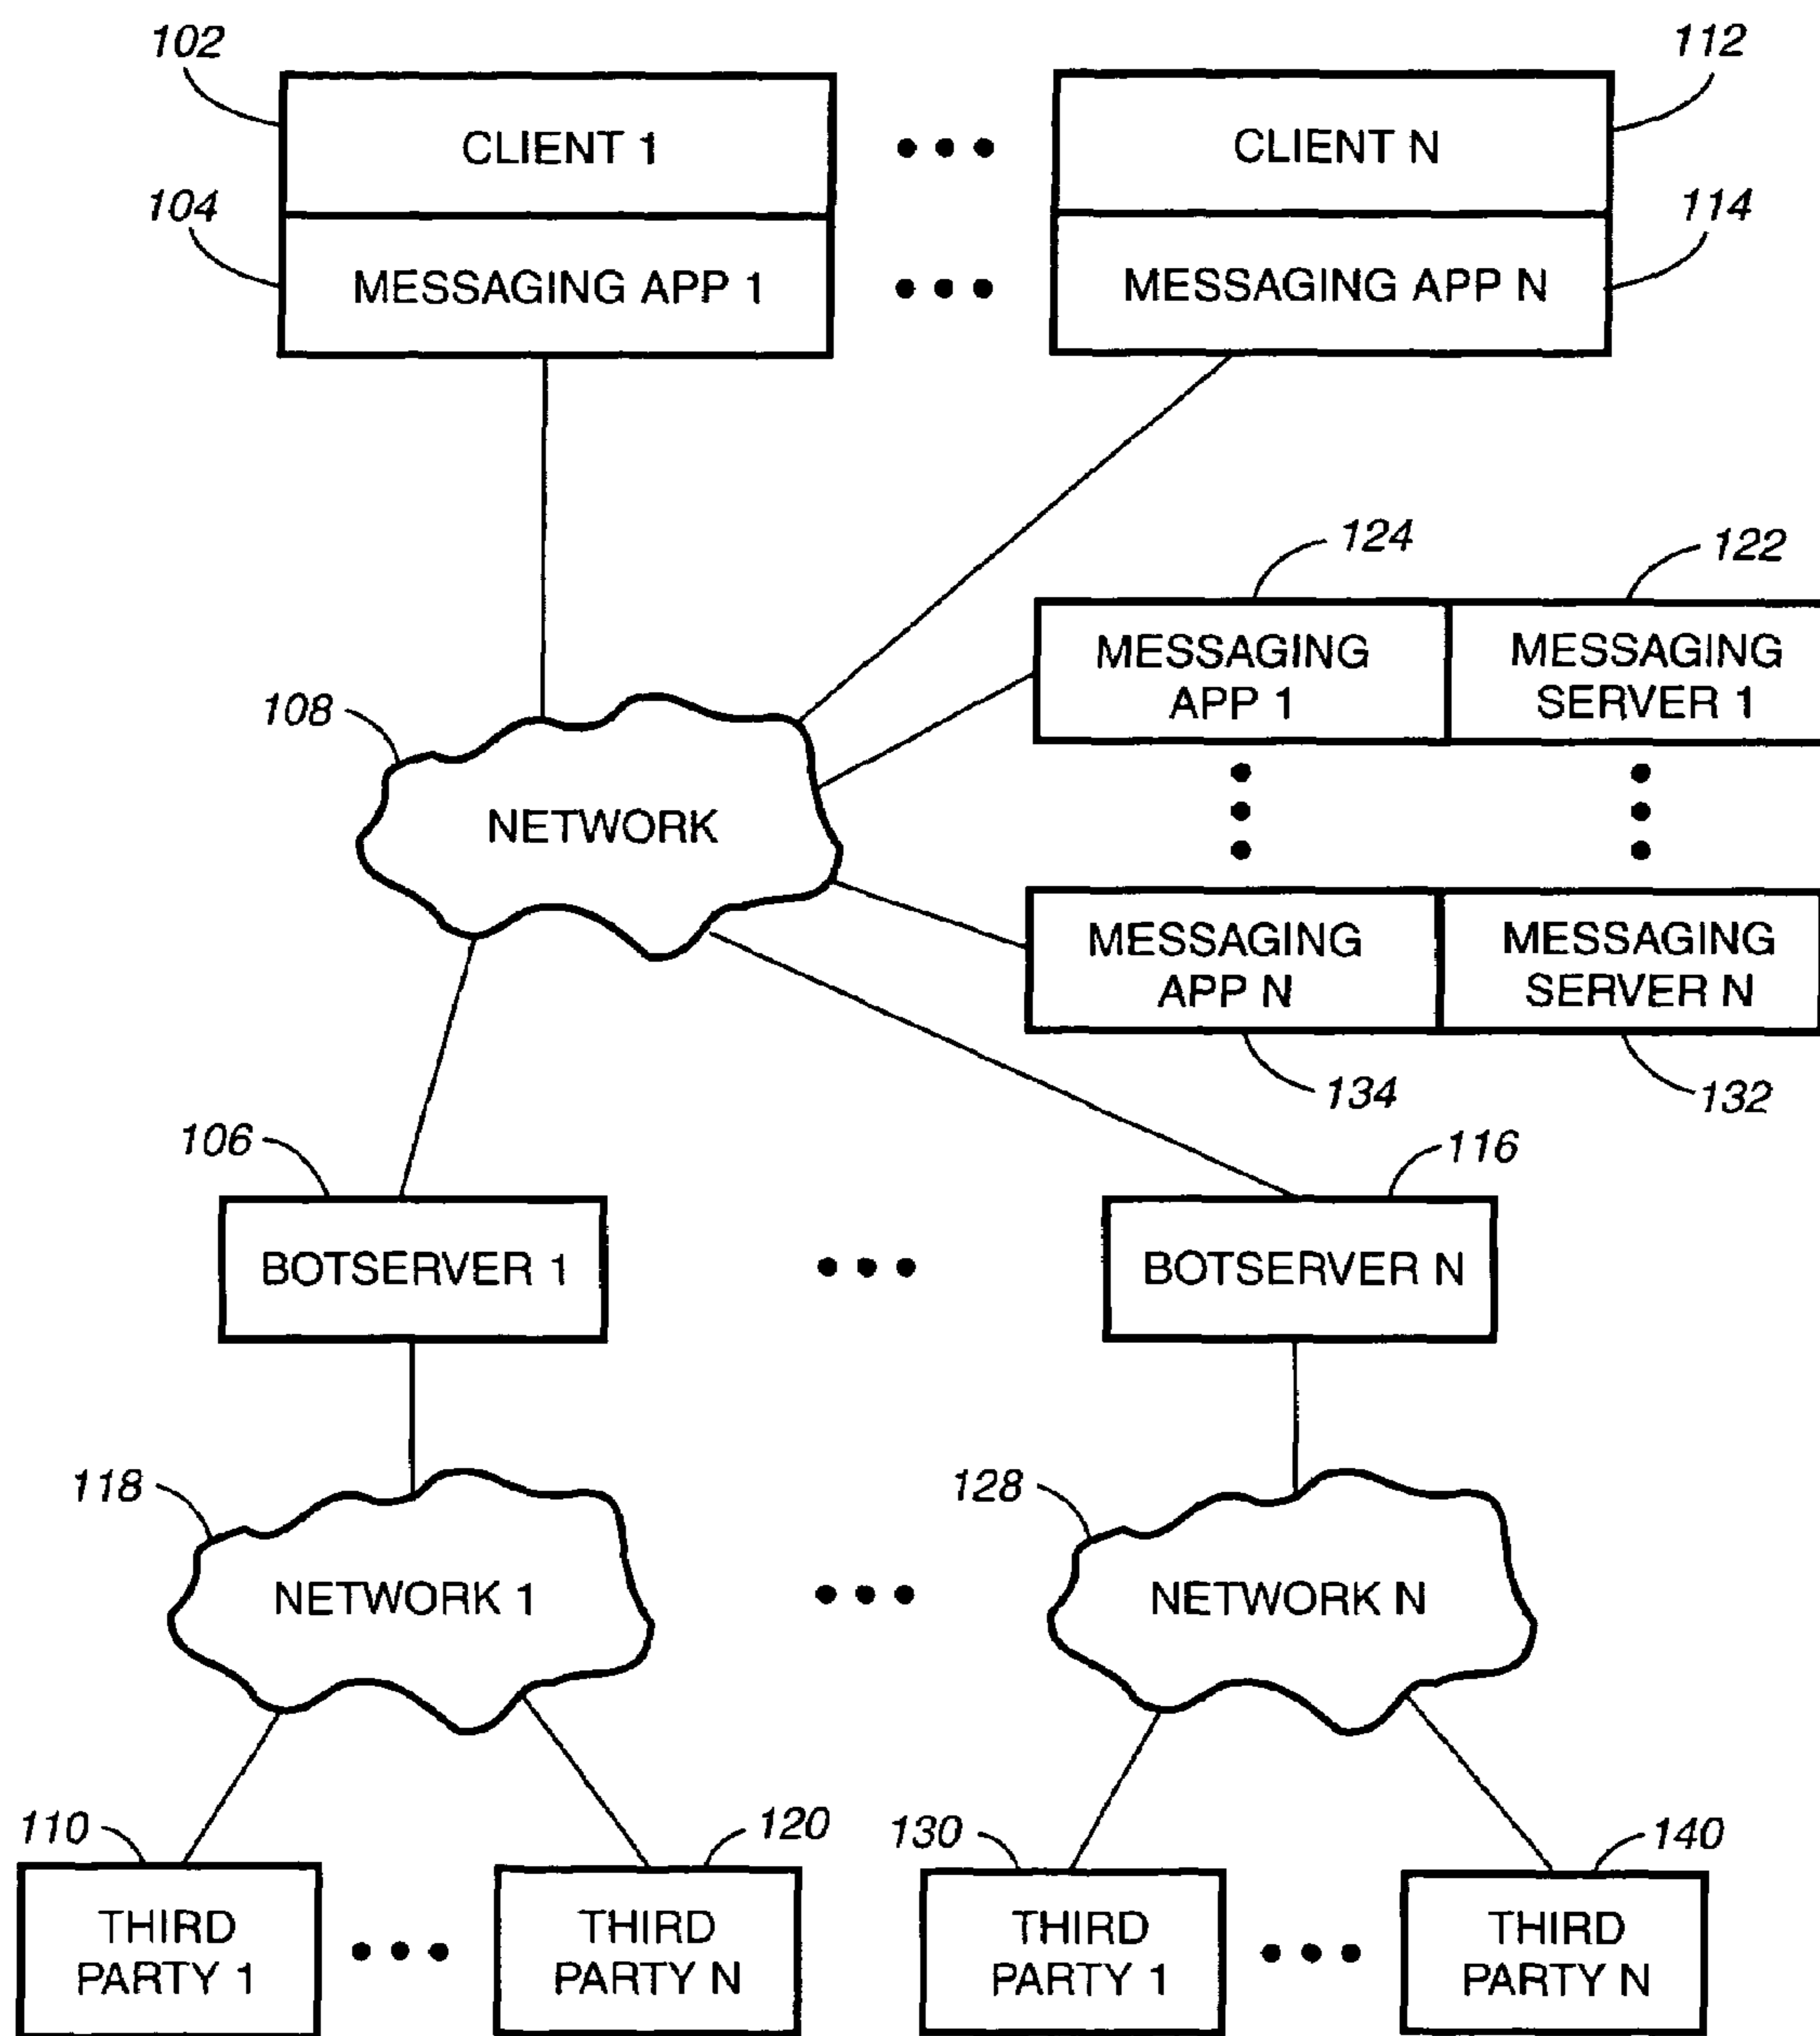 102
112
CLIENT 1
CLIENT N
104
114
MESSAGING APP 1
MESSAGING APP N
124
122
MESSAGING
APP 1
MESSAGING
SERVER 1
108
NETWORK
MESSAGING
APP N
MESSAGING
SERVER N
134
132
106
116
BOTSERVER 1
BOTSERVER N
118
128
NETWORK 1
NETWORK N
110
120
130
140
THIRD
PARTY 1
THIRD
PARTY N
THIRD
PARTY 1
THIRD
PARTY N